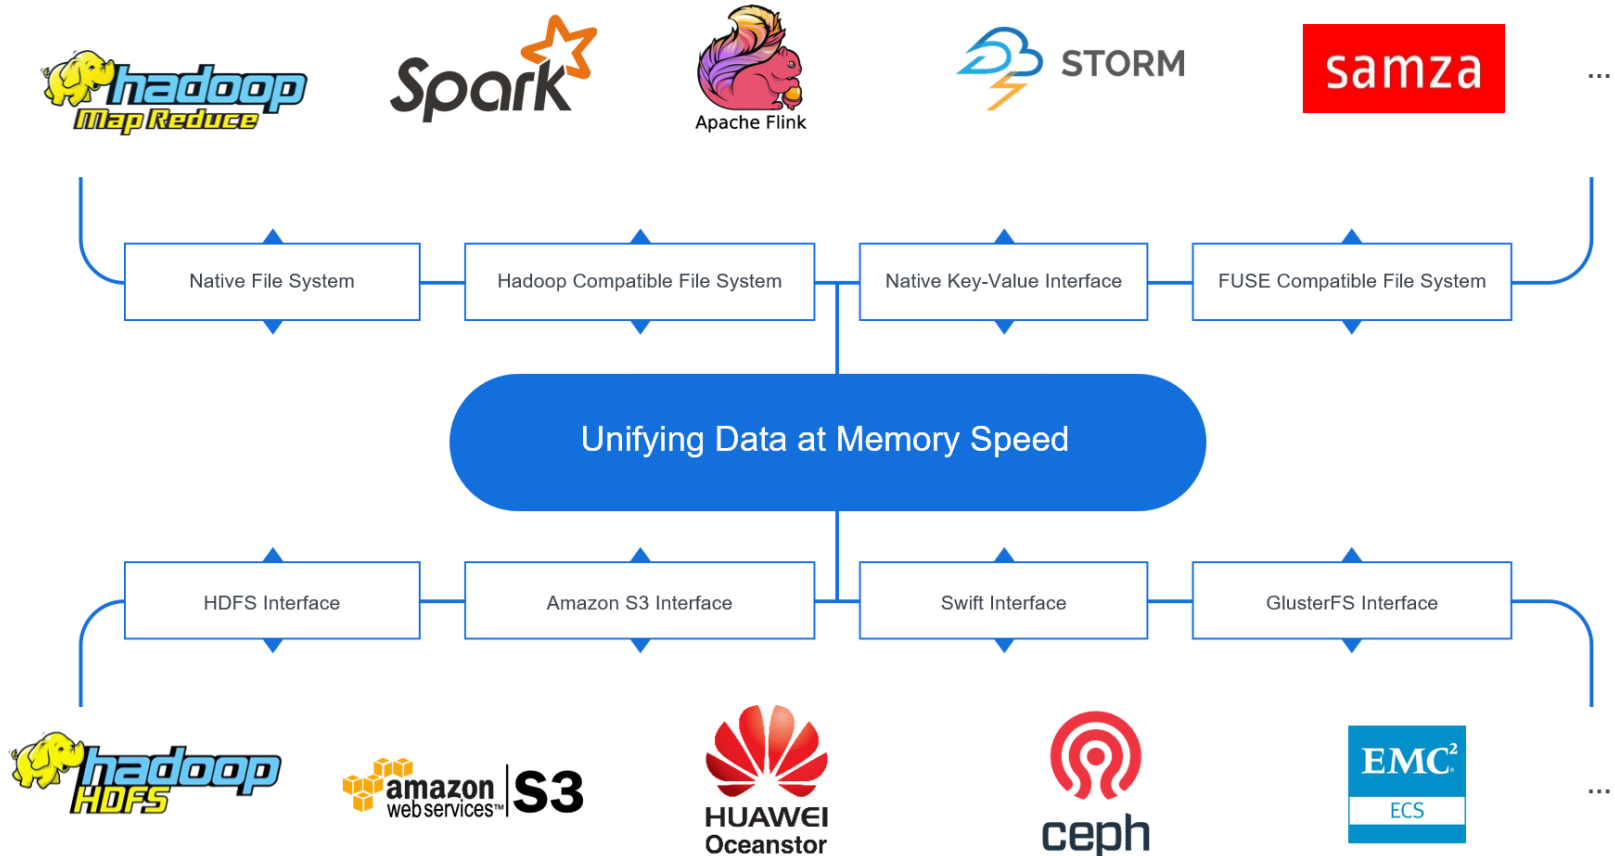 hadoop
Map Reduce
Spark
Apache Flink
STORM
samza
...
Native File System
Hadoop Compatible File System
Native Key-Value Interface
FUSE Compatible File System
Unifying Data at Memory Speed
HDFS Interface
Amazon S3 Interface
Swift Interface
GlusterFS Interface
hadoop
HDFS
amazon
webservices™
S3
HUAWEI
Oceanstor
ceph
EMC²
ECS
...